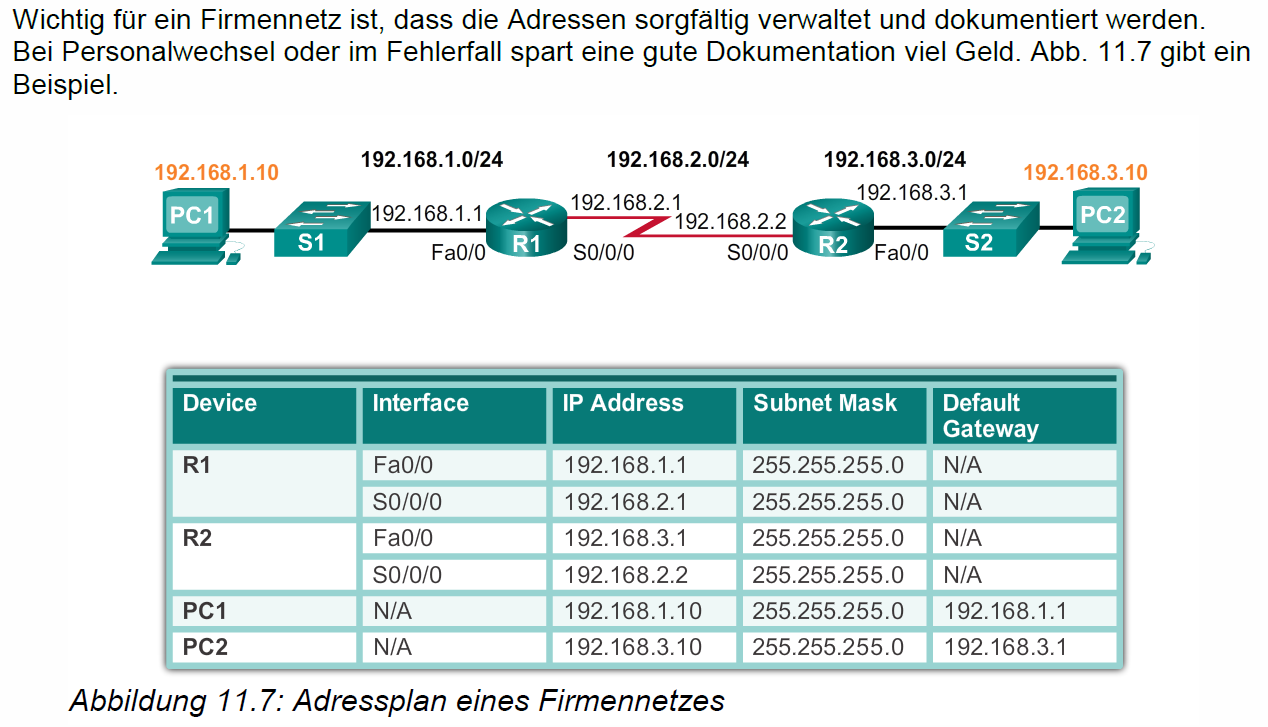 Wichtig für ein Firmennetz ist, dass die Adressen sorgfältig verwaltet und dokumentiert werden.
Bei Personalwechsel oder im Fehlerfall spart eine gute Dokumentation viel Geld. Abb. 11.7 gibt ein
Beispiel.
192.168.1.0/24 192.168.2.0/24 192.168.3.0/24
192.168.1.10 192.168.3.10
PC1 S1 192.168.1.1 Fa0/0 R1 192.168.2.1 S0/0/0 192.168.2.2 S0/0/0 R2 192.168.3.1 Fa0/0 S2 PC2
Device Interface IP Address Subnet Mask Default
Gateway
R1 Fa0/0 192.168.1.1 255.255.255.0 N/A
S0/0/0 192.168.2.1 255.255.255.0 N/A
R2 Fa0/0 192.168.3.1 255.255.255.0 N/A
S0/0/0 192.168.2.2 255.255.255.0 N/A
PC1 N/A 192.168.1.10 255.255.255.0 192.168.1.1
PC2 N/A 192.168.3.10 255.255.255.0 192.168.3.1
Abbildung 11.7: Adressplan eines Firmennetzes